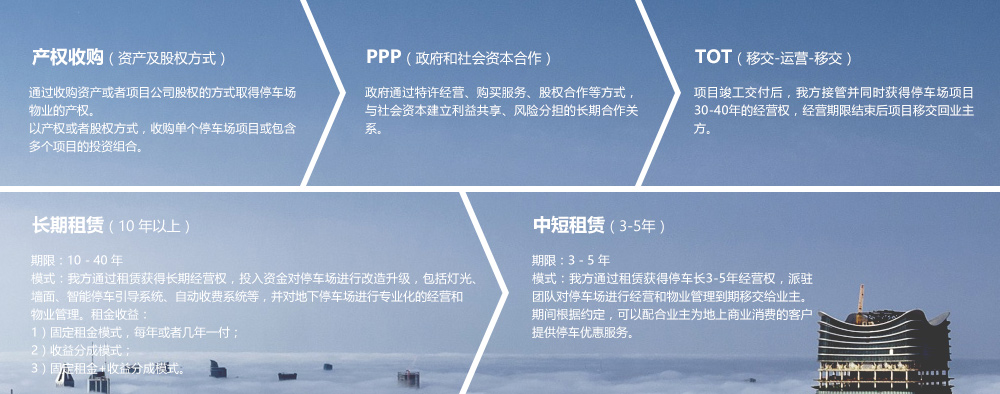 产权收购（资产及股权方式）
通过收购资产或者项目公司股权的方式取得停车场
物业的产权。
以产权或者股权方式，收购单个停车场项目或包含
多个项目的投资组合。
PPP（政府和社会资本合作）
政府通过特许经营、购买服务、股权合作等方式，
与社会资本建立利益共享、风险分担的长期合作关
系。
TOT（移交-运营-移交）
项目竣工交付后，我方接管并同时获得停车场项目
30-40年的经营权，经营期限结束后项目移交回业主
方。
长期租赁（10 年以上）
期限：10 - 40 年
模式：我方通过租赁获得长期经营权，投入资金对停车场进行改造升级，包括灯光、
墙面、智能停车引导系统、自动收费系统等，并对地下停车场进行专业化的经营和
物业管理。租金收益：
1）固定租金模式，每年或者几年一付；
2）收益分成模式；
3）固定租金+收益分成模式。
中短租赁（3-5年）
期限：3 - 5 年
模式：我方通过租赁获得停车长3-5年经营权，派驻
团队对停车场进行经营和物业管理到期移交给业主。
期间根据约定，可以配合业主为地上商业消费的客户
提供停车优惠服务。